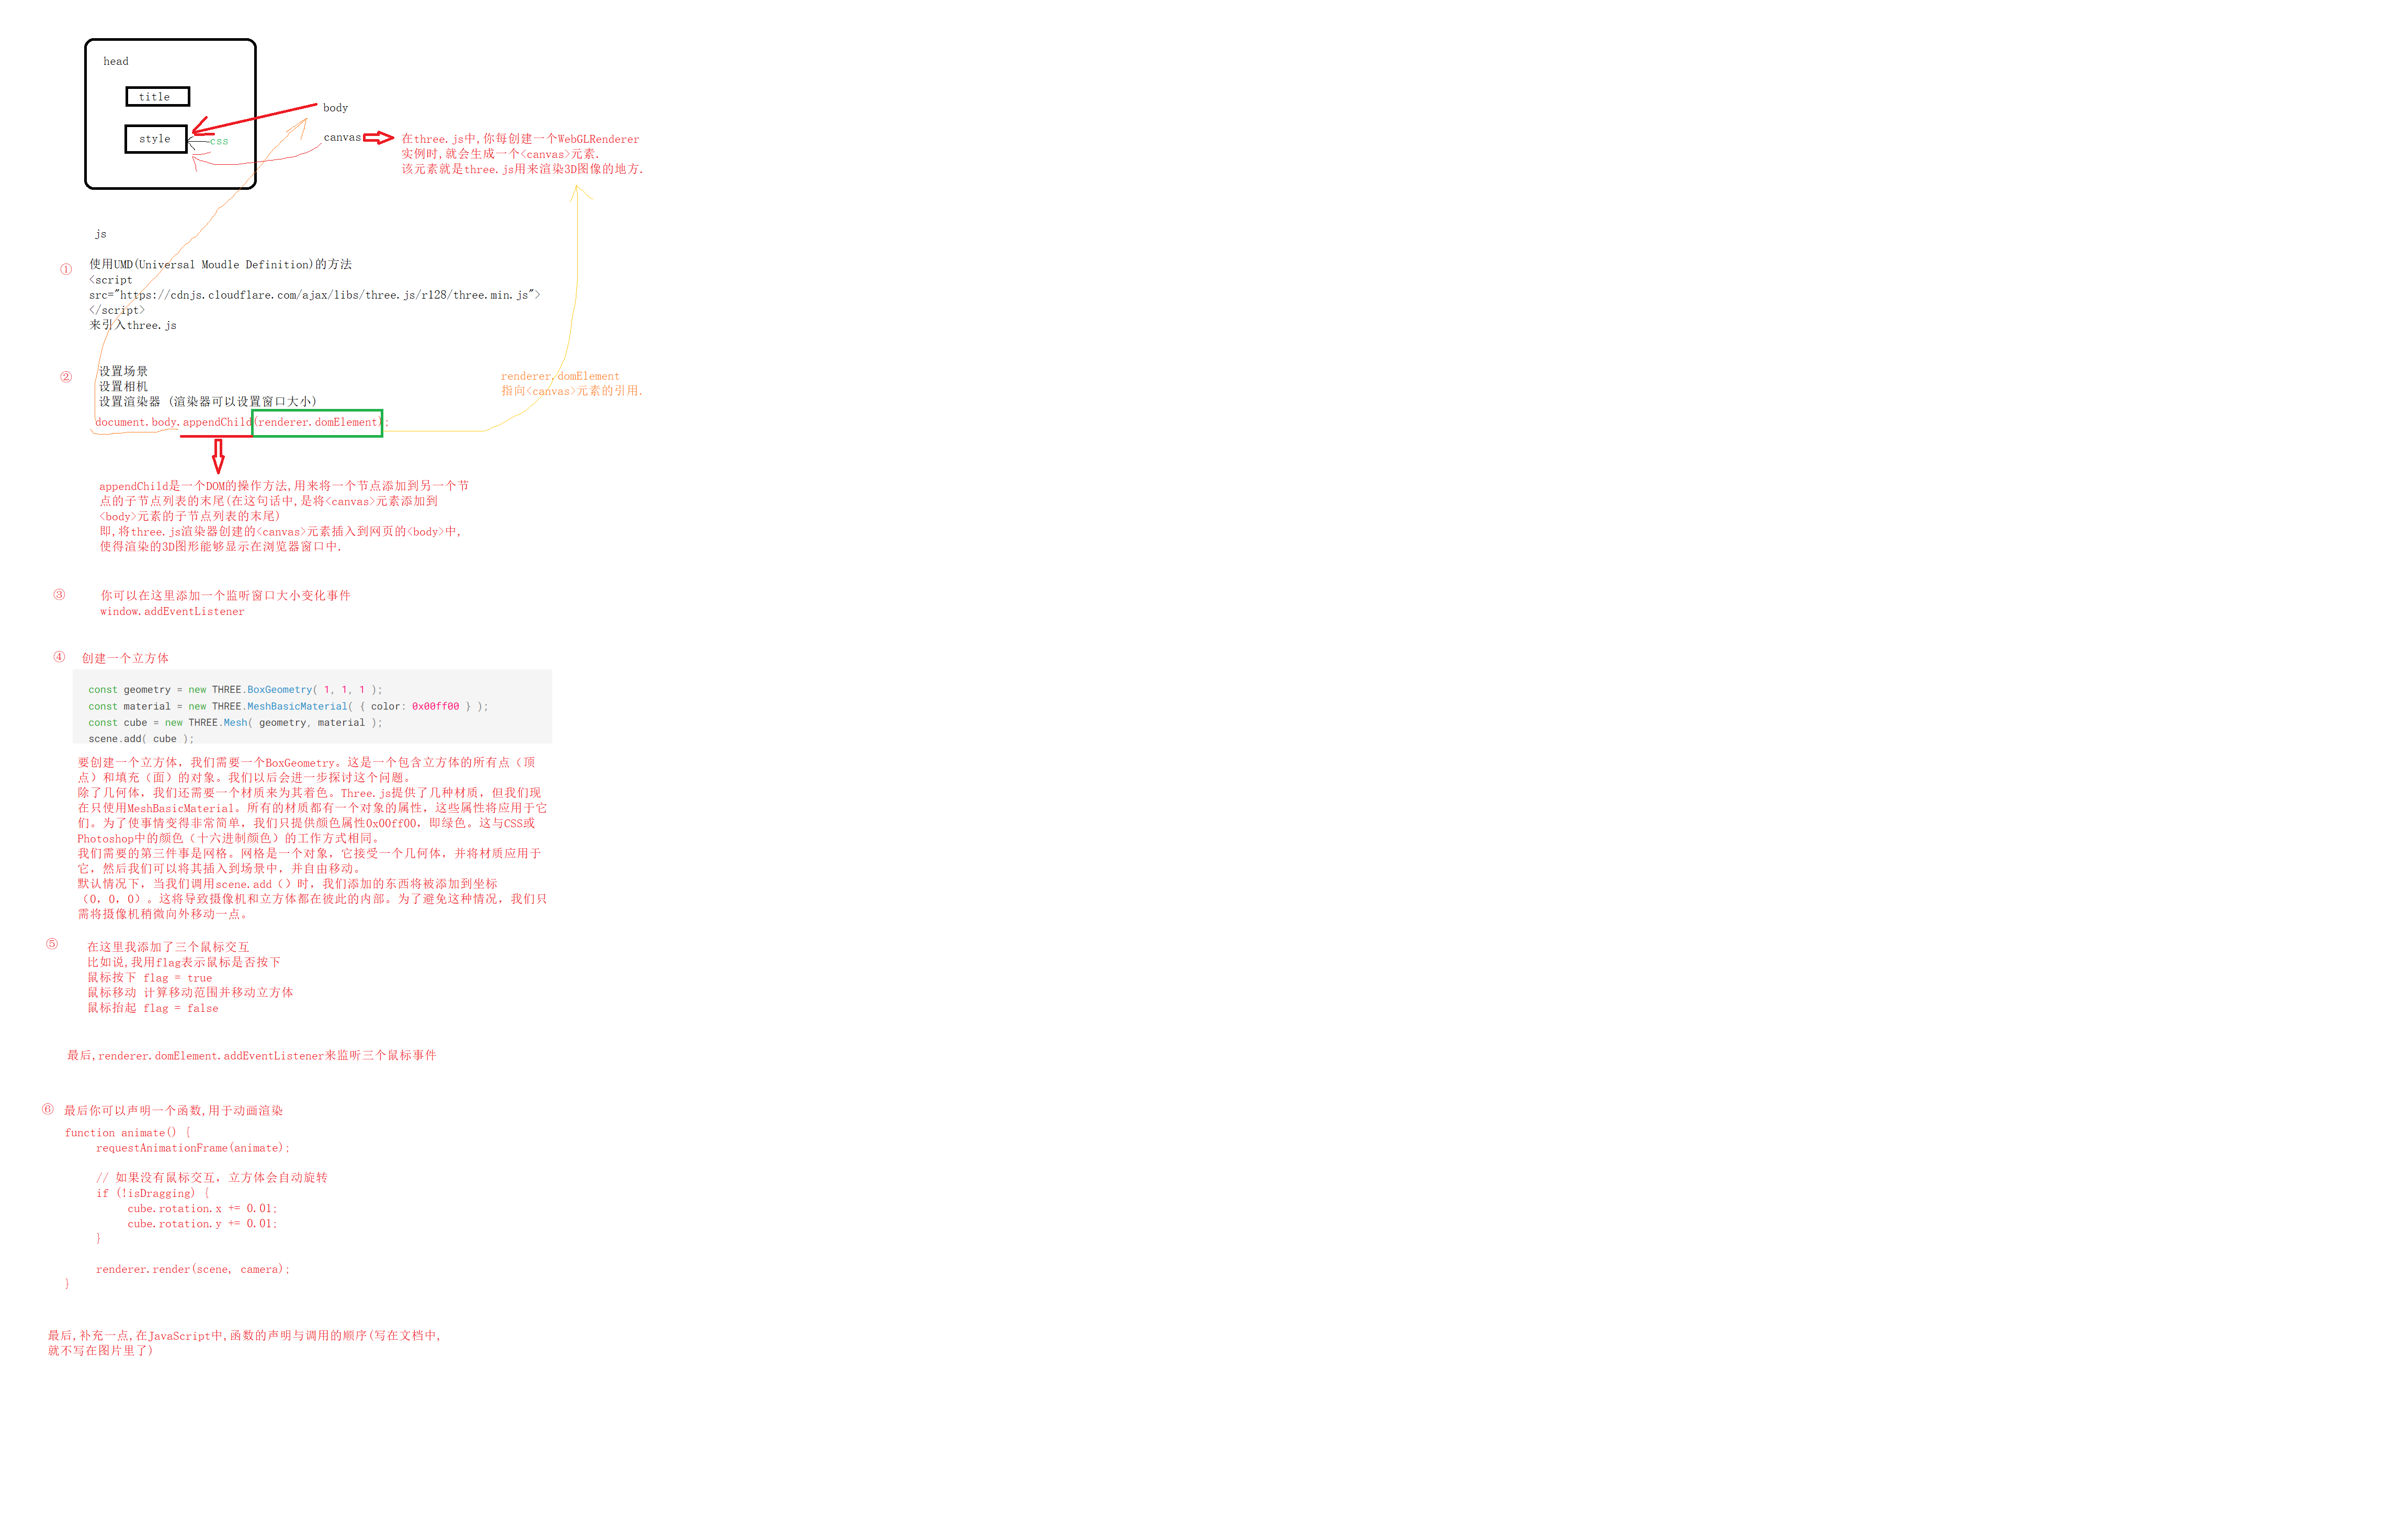 head
title
style
css
body
canvas
在three.js中,你每创建一个WebGLRenderer
实例时,就会生成一个<canvas>元素.
该元素就是three.js用来渲染3D图像的地方.
js
①
使用UMD(Universal Moudle Definition)的方法
<script
src="https://cdnjs.cloudflare.com/ajax/libs/three.js/r128/three.min.js">
</script>
来引入three.js
②
设置场景
设置相机
设置渲染器 (渲染器可以设置窗口大小)
document.body.appendChild(renderer.domElement);
renderer.domElement
指向<canvas>元素的引用.
appendChild是一个DOM的操作方法,用来将一个节点添加到另一个节
点的子节点列表的末尾(在这句话中,是将<canvas>元素添加到
<body>元素的子节点列表的末尾)
即,将three.js渲染器创建的<canvas>元素插入到网页的<body>中,
使得渲染的3D图形能够显示在浏览器窗口中.
③
你可以在这里添加一个监听窗口大小变化事件
window.addEventListener
④ 创建一个立方体
const geometry = new THREE.BoxGeometry( 1, 1, 1 );
const material = new THREE.MeshBasicMaterial( { color: 0x00ff00 } );
const cube = new THREE.Mesh( geometry, material );
scene.add( cube );
要创建一个立方体，我们需要一个BoxGeometry。这是一个包含立方体的所有点（顶
点）和填充（面）的对象。我们以后会进一步探讨这个问题。
除了几何体，我们还需要一个材质来为其着色。Three.js提供了几种材质，但我们现
在只使用MeshBasicMaterial。所有的材质都有一个对象的属性，这些属性将应用于它
们。为了使事情变得非常简单，我们只提供颜色属性0x00ff00，即绿色。这与CSS或
Photoshop中的颜色（十六进制颜色）的工作方式相同。
我们需要的第三件事是网格。网格是一个对象，它接受一个几何体，并将材质应用于
它，然后我们可以将其插入到场景中，并自由移动。
默认情况下，当我们调用scene.add（）时，我们添加的东西将被添加到坐标
（0，0，0）。这将导致摄像机和立方体都在彼此的内部。为了避免这种情况，我们只
需将摄像机稍微向外移动一点。
⑤
在这里我添加了三个鼠标交互
比如说,我用flag表示鼠标是否按下
鼠标按下 flag = true
鼠标移动 计算移动范围并移动立方体
鼠标抬起 flag = false
最后,renderer.domElement.addEventListener来监听三个鼠标事件
⑥ 最后你可以声明一个函数,用于动画渲染
function animate() {
requestAnimationFrame(animate);
// 如果没有鼠标交互，立方体会自动旋转
if (!isDragging) {
cube.rotation.x += 0.01;
cube.rotation.y += 0.01;
}
renderer.render(scene, camera);
}
最后,补充一点,在JavaScript中,函数的声明与调用的顺序(写在文档中,
就不写在图片里了)